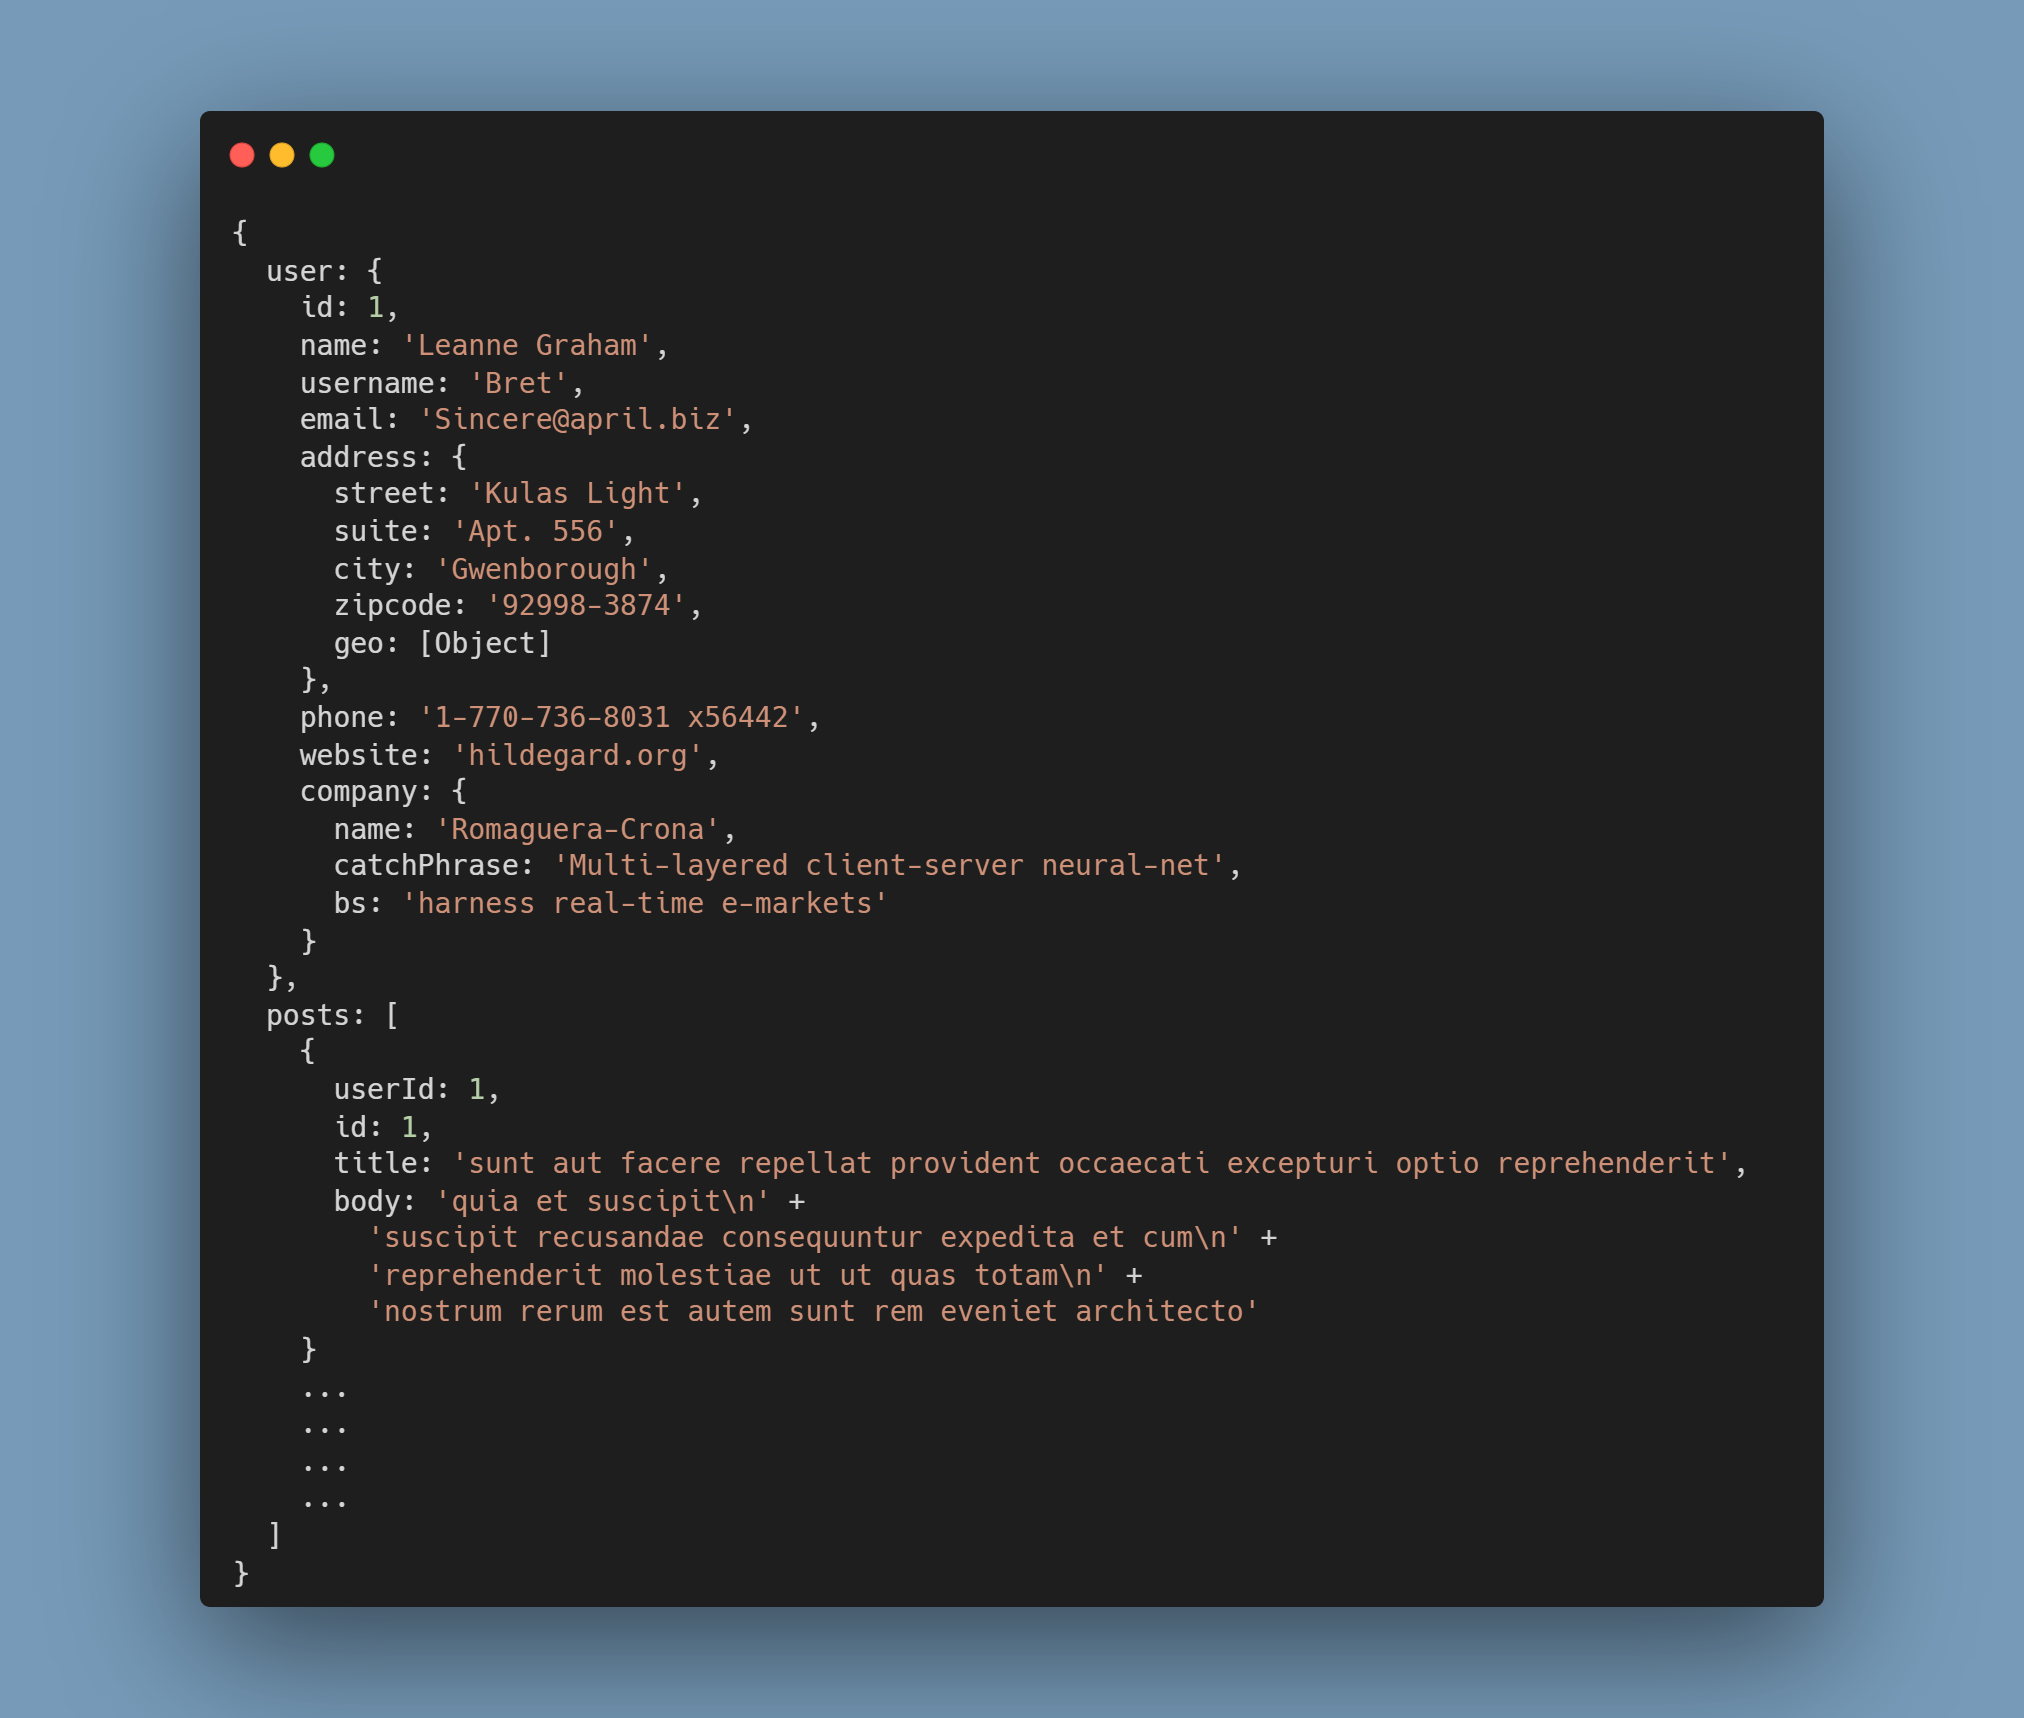 {
  user: {
    id: 1,
    name: 'Leanne Graham',
    username: 'Bret',
    email: 'Sincere@april.biz',
    address: {
      street: 'Kulas Light',
      suite: 'Apt. 556',
      city: 'Gwenborough',
      zipcode: '92998-3874',
      geo: [Object]
    },
    phone: '1-770-736-8031 x56442',
    website: 'hildegard.org',
    company: {
      name: 'Romaguera-Crona',
      catchPhrase: 'Multi-layered client-server neural-net',
      bs: 'harness real-time e-markets'
    }
  },
  posts: [
    {
      userId: 1,
      id: 1,
      title: 'sunt aut facere repellat provident occaecati excepturi optio reprehenderit',
      body: 'quia et suscipit\n' +
        'suscipit recusandae consequuntur expedita et cum\n' +
        'reprehenderit molestiae ut ut quas totam\n' +
        'nostrum rerum est autem sunt rem eveniet architecto'
    }
    ...
    ...
    ...
    ...
  ]
}